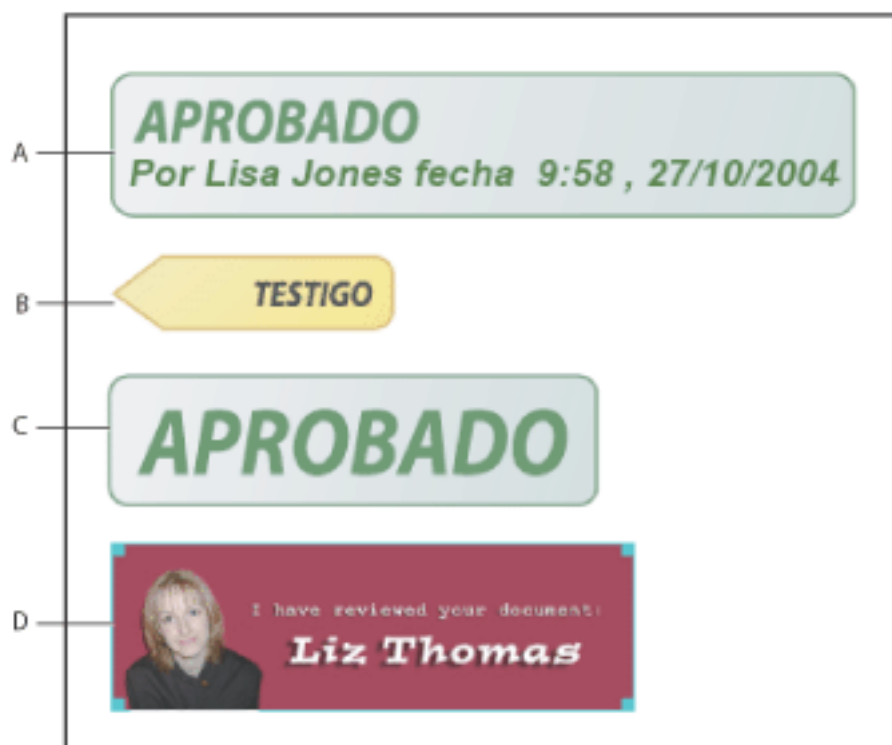 A
APROBADO
Por Lisa Jones fecha 9:58 , 27/10/2004
B
TESTIGO
C
APROBADO
D
I have reviewed your document:
Liz Thomas